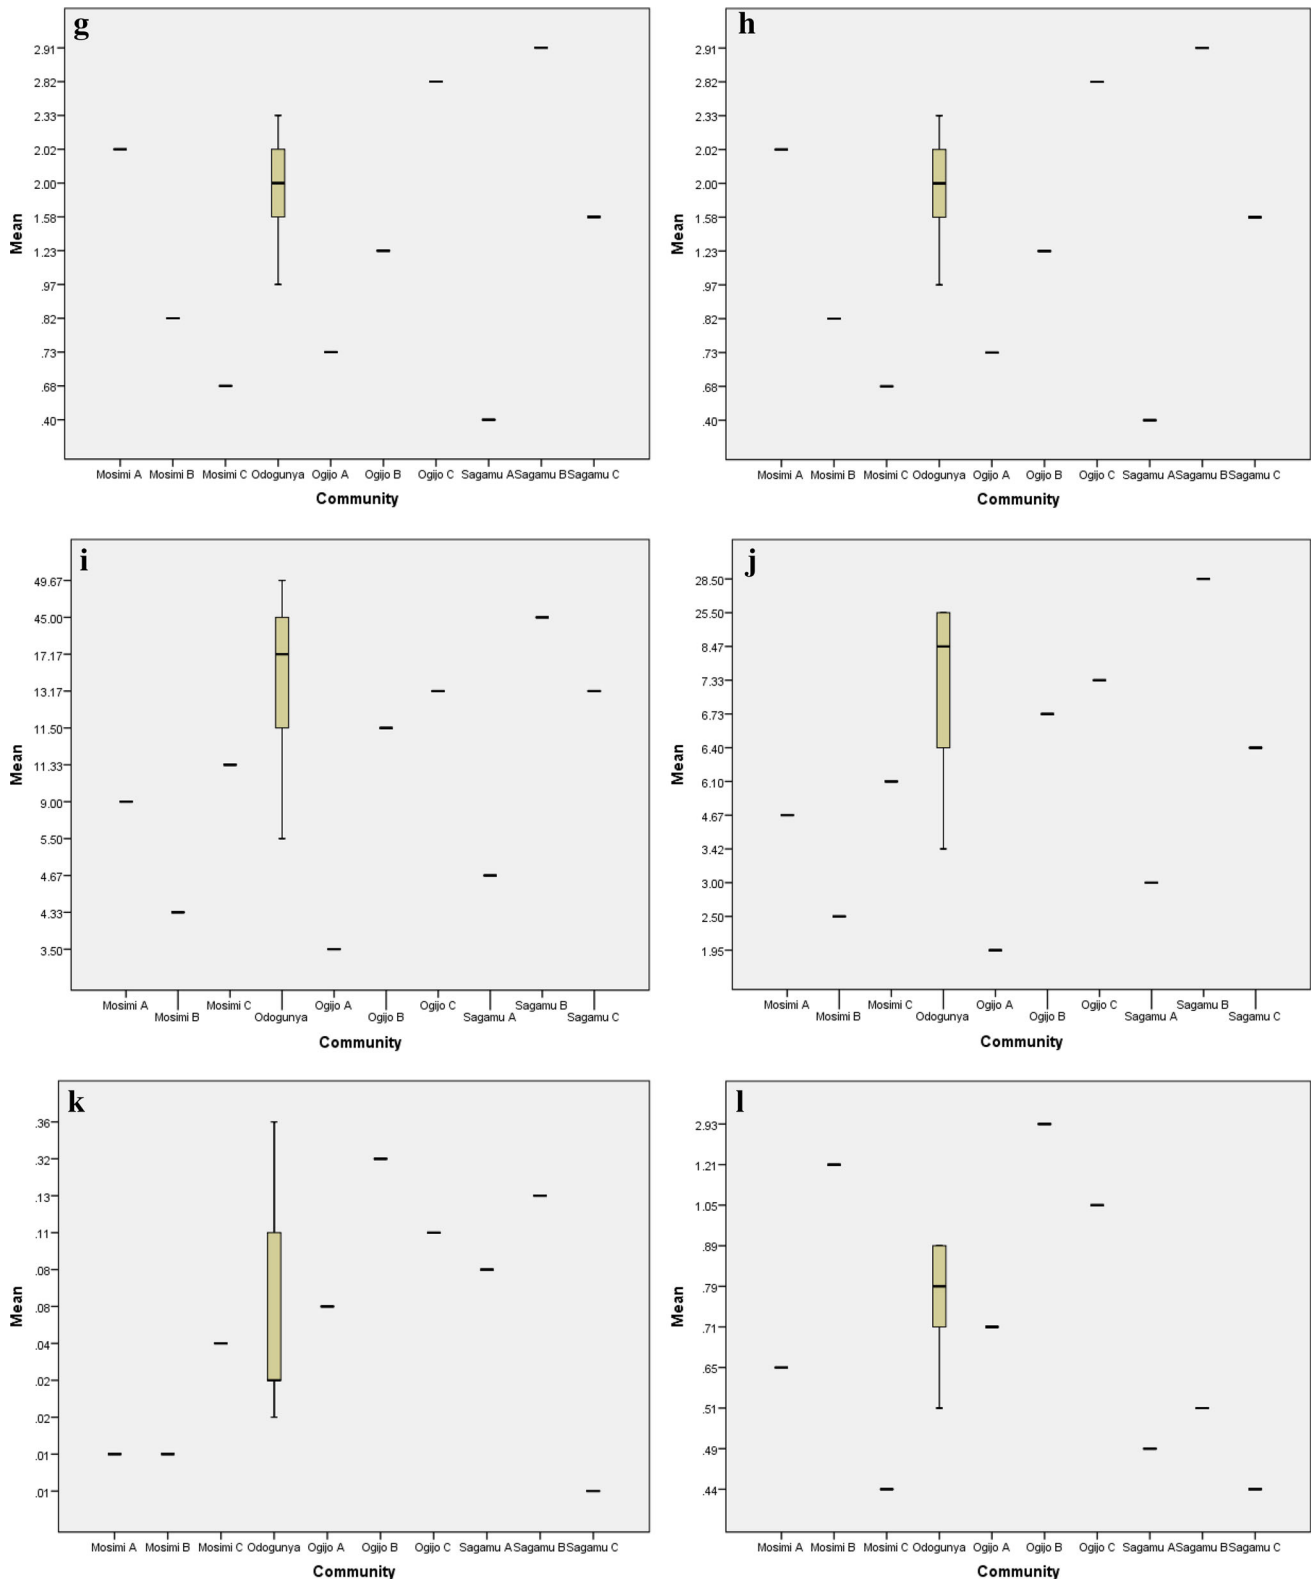 g
2.91
2.82
2.33
2.02
2.00
1.58
1.23
.97
.82
.73
.68
.40
Mean
Mosimi A Mosimi B Mosimi C Odogunya Ogijo A Ogijo B Ogijo C Sagamu A Sagamu B Sagamu C
Community
h
2.91
2.82
2.33
2.02
2.00
1.58
1.23
.97
.82
.73
.68
.40
Mean
Mosimi A Mosimi B Mosimi C Odogunya Ogijo A Ogijo B Ogijo C Sagamu A Sagamu B Sagamu C
Community
i
49.67
45.00
17.17
13.17
11.50
11.33
9.00
5.50
4.67
4.33
3.50
Mean
Mosimi A Mosimi B Mosimi C Odogunya Ogijo A Ogijo B Ogijo C Sagamu A Sagamu B Sagamu C
Community
j
28.50
25.50
8.47
7.33
6.73
6.40
6.10
4.67
3.42
3.00
2.50
1.95
Mean
Mosimi A Mosimi B Mosimi C Odogunya Ogijo A Ogijo B Ogijo C Sagamu A Sagamu B Sagamu C
Community
k
.36
.32
.13
.11
.08
.08
.04
.02
.02
.01
.01
Mean
Mosimi A Mosimi B Mosimi C Odogunya Ogijo A Ogijo B Ogijo C Sagamu A Sagamu B Sagamu C
Community
l
2.93
1.21
1.05
.89
.79
.71
.65
.51
.49
.44
Mean
Mosimi A Mosimi B Mosimi C Odogunya Ogijo A Ogijo B Ogijo C Sagamu A Sagamu B Sagamu C
Community